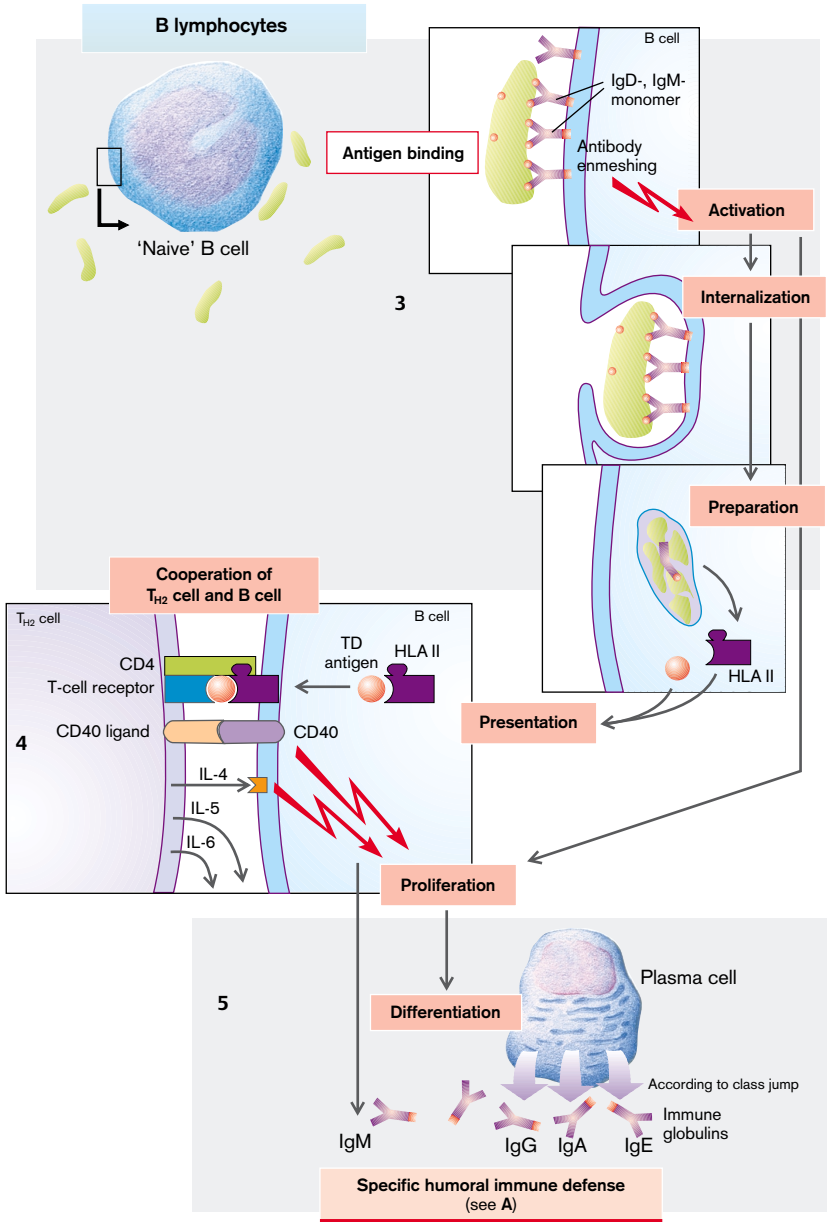 B lymphocytes
B cell
IgD-, IgM-
monomer
Antigen binding
Antibody
enmeshing
Activation
'Naive' B cell
Internalization
3
Preparation
Cooperation of
TH2 cell and B cell
TH2 cell
B cell
CD4
TD
antigen
HLA II
T-cell receptor
HLA II
Presentation
4
CD40 ligand
CD40
IL-4
IL-5
IL-6
Proliferation
5
Plasma cell
Differentiation
According to class jump
Immune
globulins
IgM
IgG
IgA
IgE
Specific humoral immune defense
(see A)